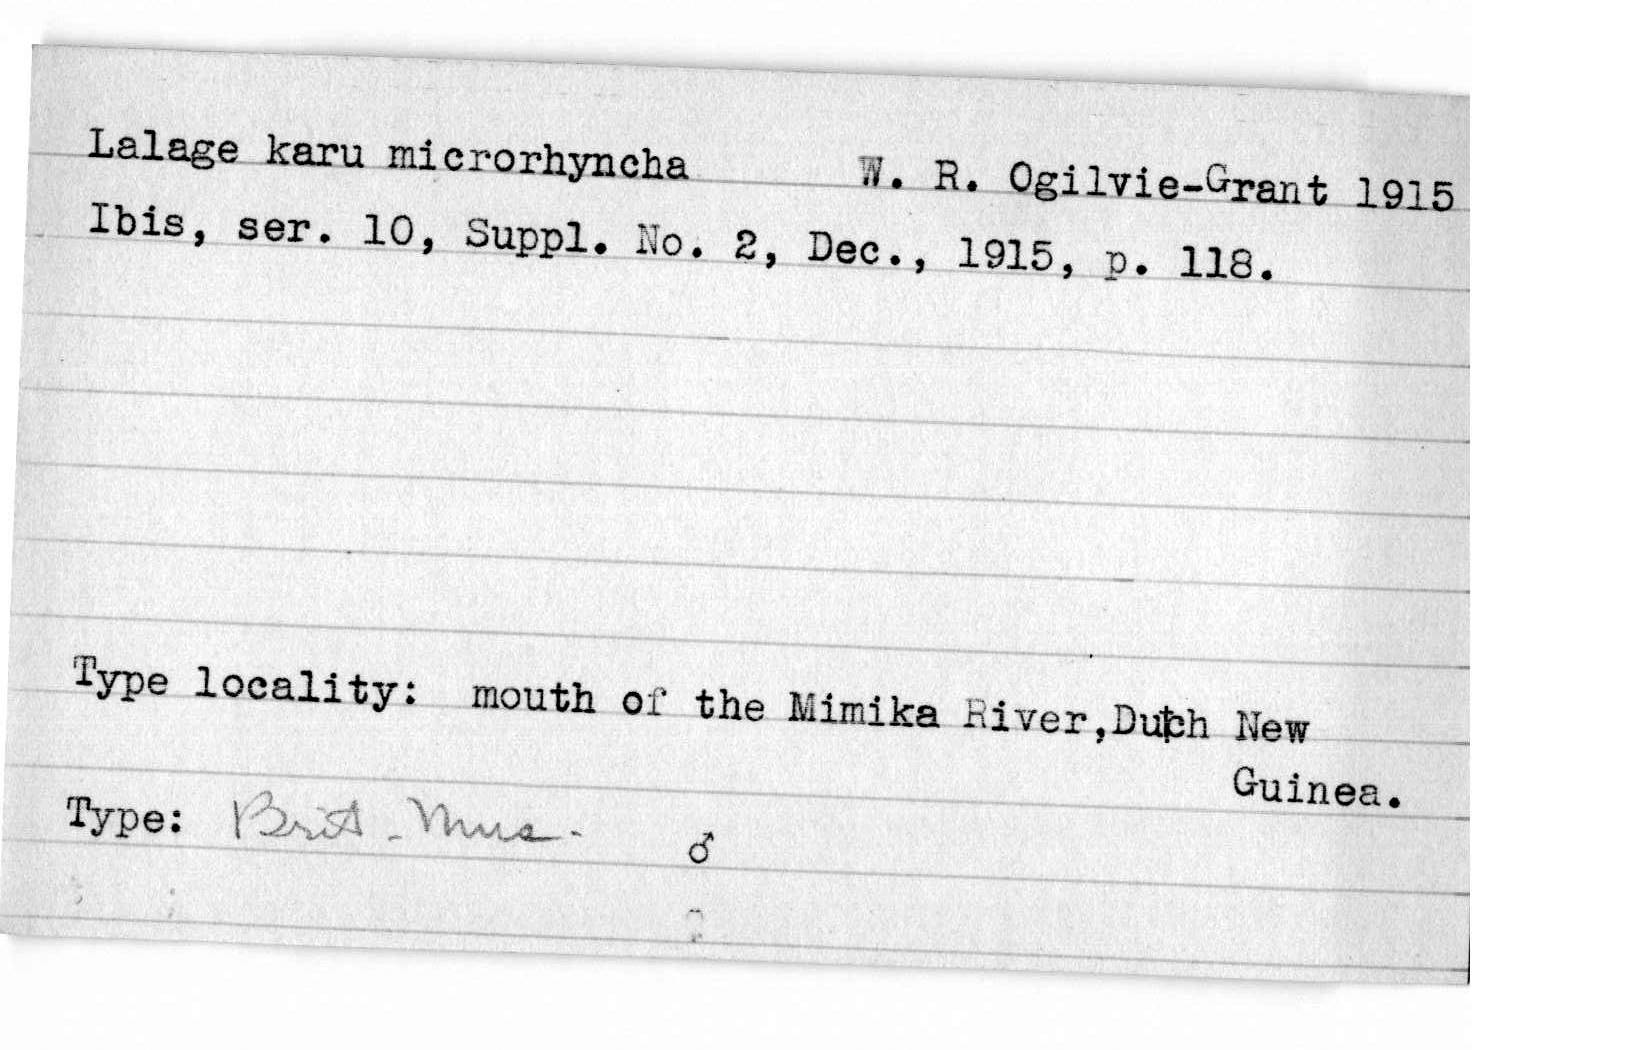 Lalage karu microrhyncha W. R. Ogilvie-Grant 1915
Ibis, ser. 10, Suppl. No. 2, Dec., 1915, p. 118.
Type locality: mouth of the Mimika River,Dutch New
Guinea.
Type: Brit. Mus. ♂